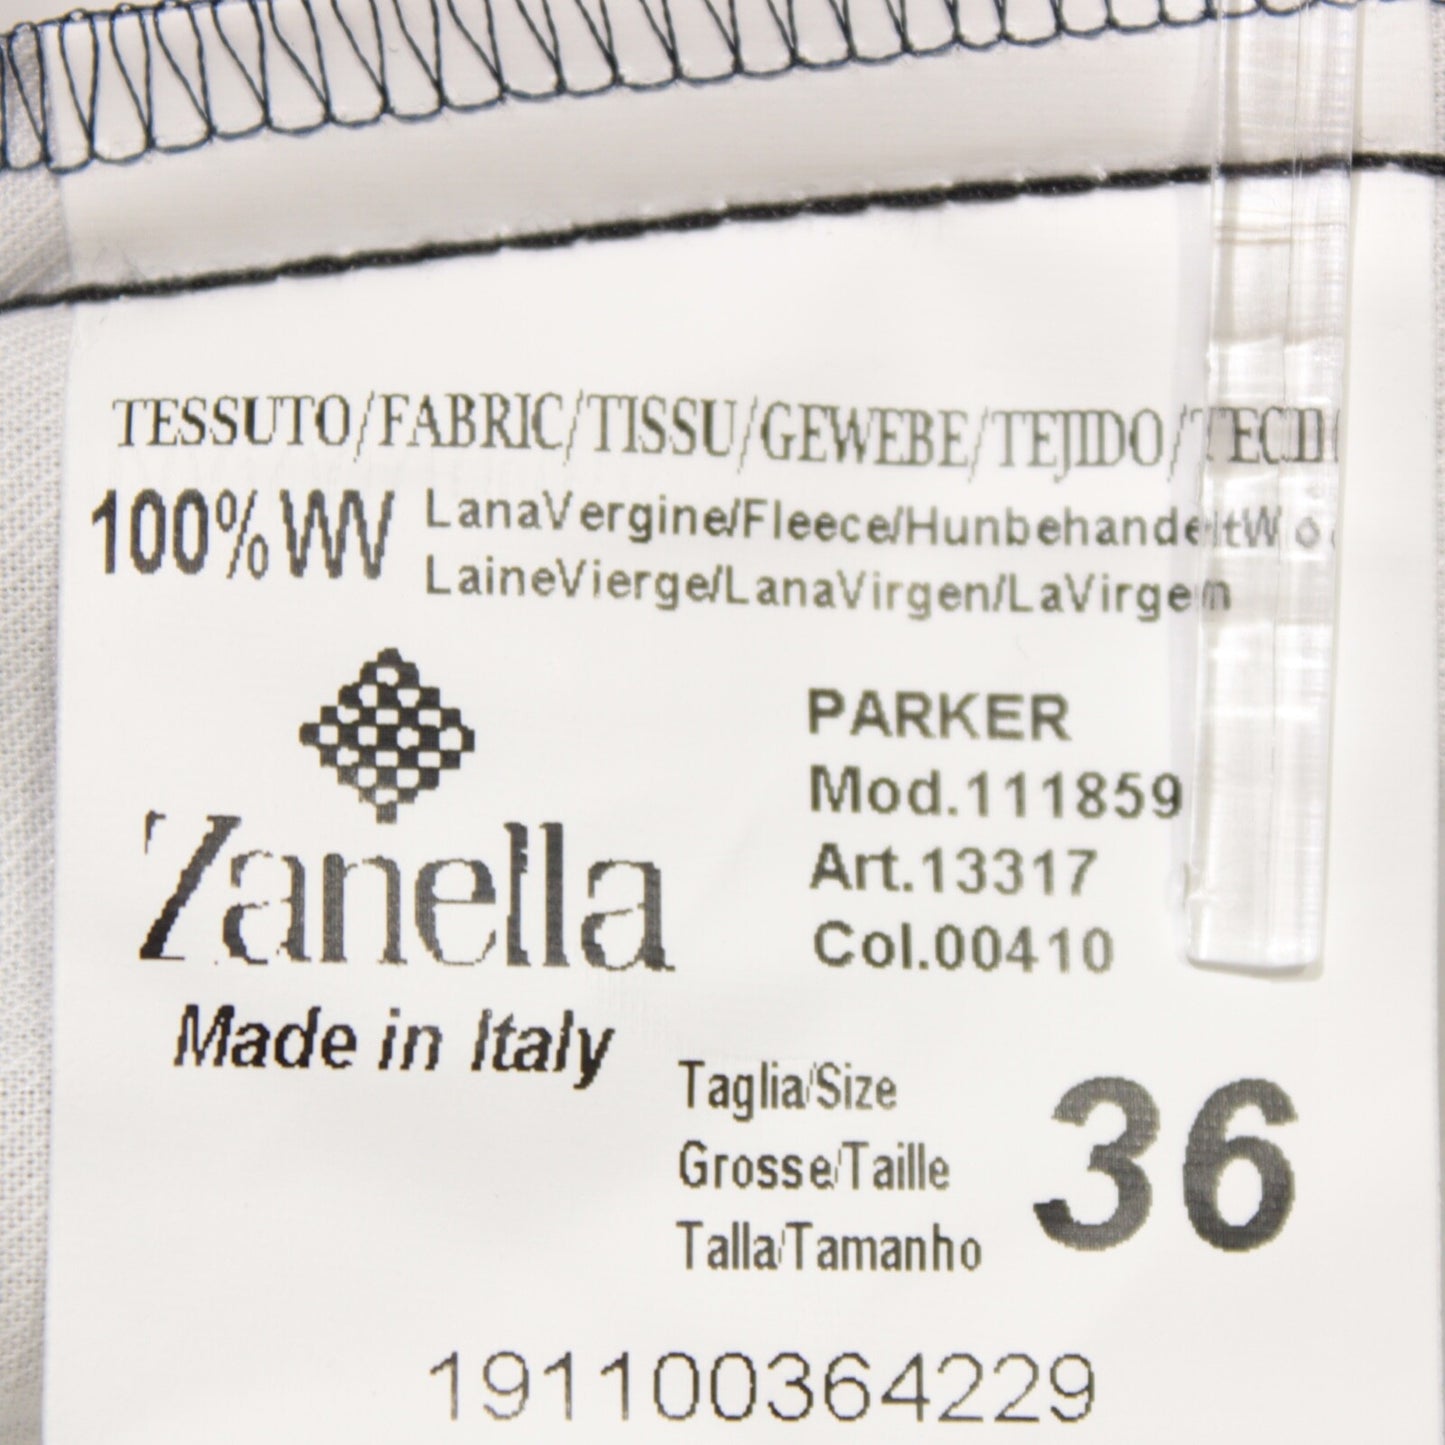 TESSUTO/FABRIC/TISSU/GEWEBE/TEJIDO/
100%WV
LanaVergine/Fleece/Hunbehandelt
LaineVierge/LanaVirgen/LaVirgem
Zanella
Made in Italy
PARKER
Mod.111859
Art.13317
Col.00410
Taglia/Size
Grosse/Taille
Talla/Tamanho
36
191100364229